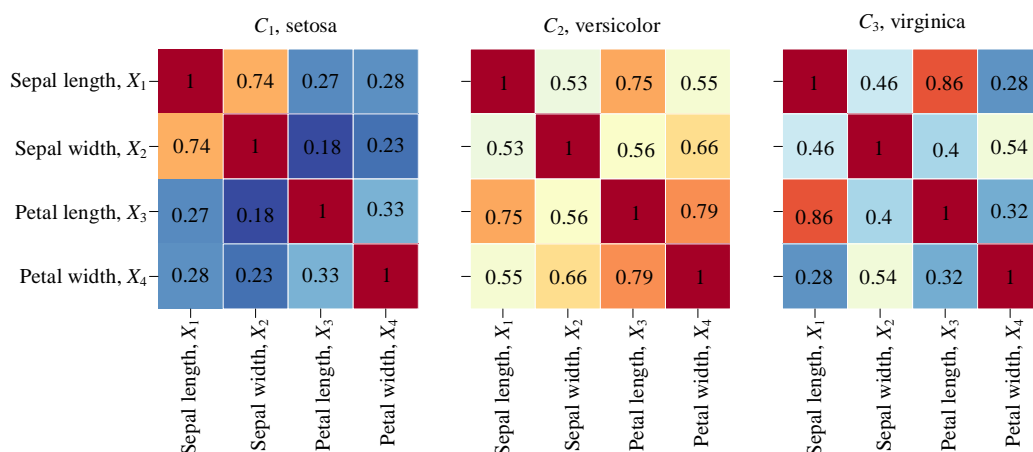 C1, setosa
C2, versicolor
C3, virginica
Sepal length, X1
1 0.74 0.27 0.28
1 0.53 0.75 0.55
1 0.46 0.86 0.28
Sepal width, X2
0.74 1 0.18 0.23
0.53 1 0.56 0.66
0.46 1 0.4 0.54
Petal length, X3
0.27 0.18 1 0.33
0.75 0.56 1 0.79
0.86 0.4 1 0.32
Petal width, X4
0.28 0.23 0.33 1
0.55 0.66 0.79 1
0.28 0.54 0.32 1
Sepal length, X1
Sepal width, X2
Petal length, X3
Petal width, X4
Sepal length, X1
Sepal width, X2
Petal length, X3
Petal width, X4
Sepal length, X1
Sepal width, X2
Petal length, X3
Petal width, X4